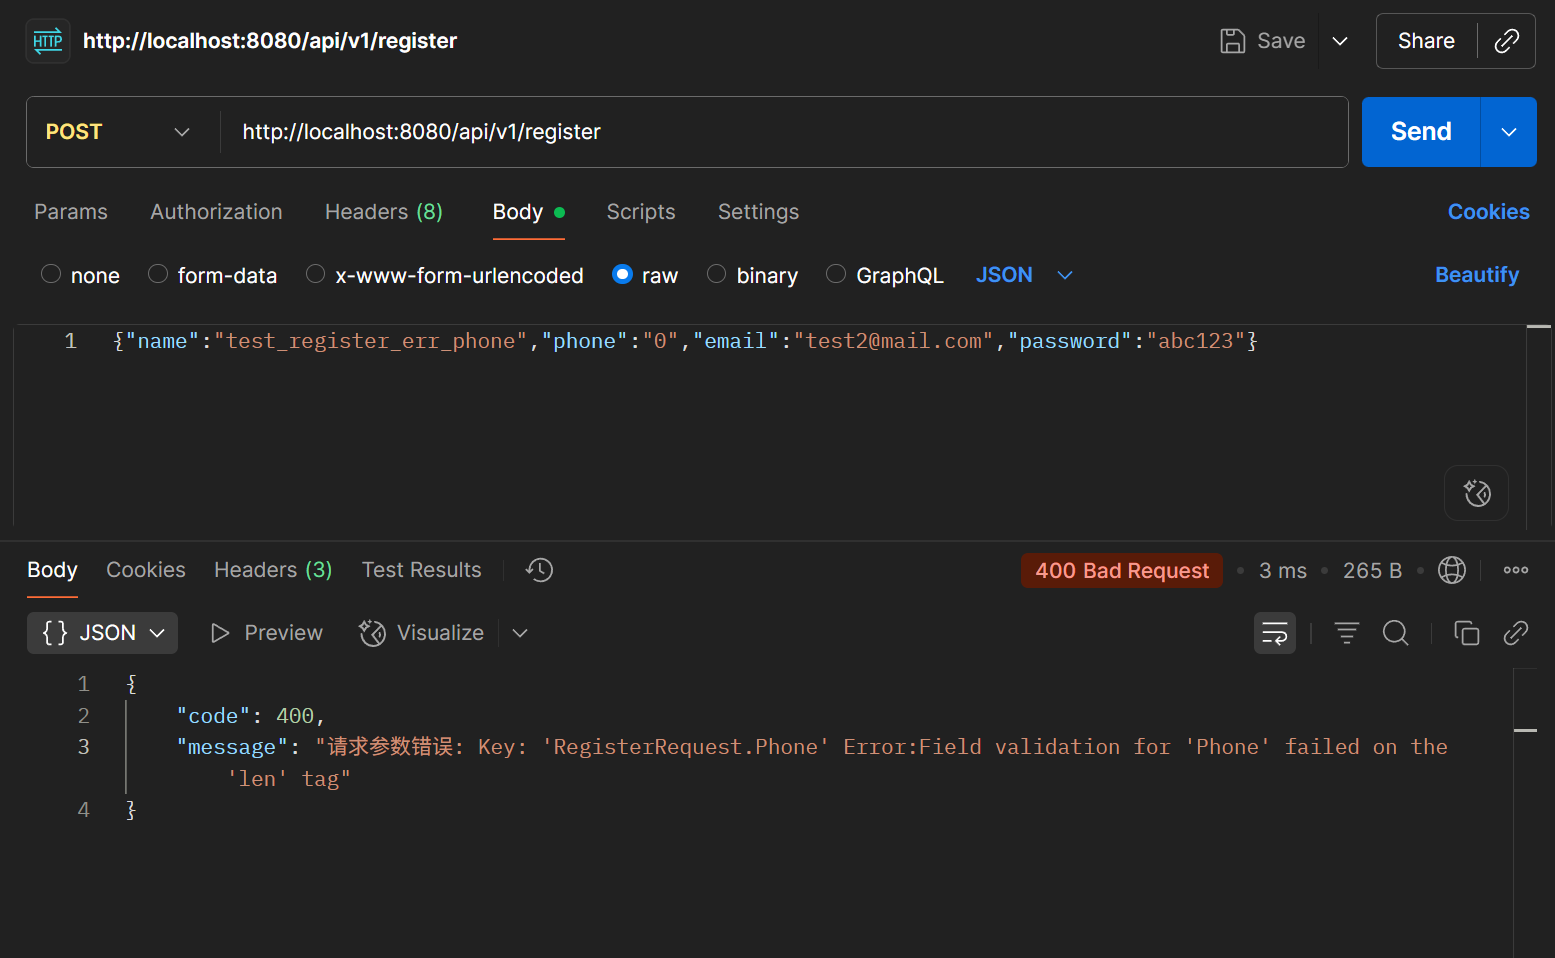 HTTP http://localhost:8080/api/v1/register Save Share
POST http://localhost:8080/api/v1/register Send
Params Authorization Headers (8) Body Scripts Settings Cookies
none form-data x-www-form-urlencoded raw binary GraphQL JSON Beautify
1 {"name":"test_register_err_phone","phone":"0","email":"test2@mail.com","password":"abc123"}
Body Cookies Headers (3) Test Results 400 Bad Request • 3 ms • 265 B •
{} JSON Preview Visualize
1 {
2 "code": 400,
3 "message": "请求参数错误: Key: 'RegisterRequest.Phone' Error:Field validation for 'Phone' failed on the
'len' tag"
4 }